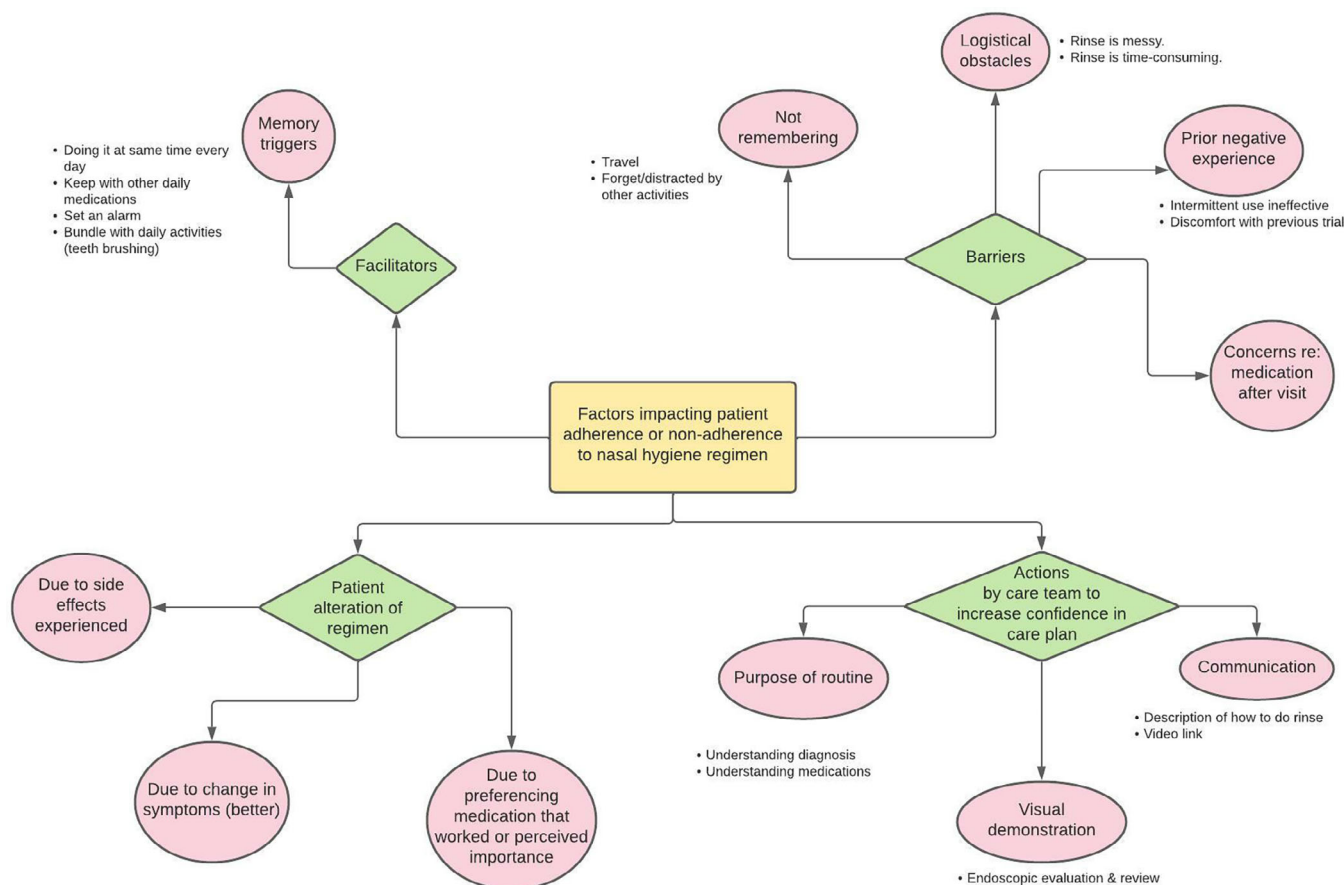 Logistical
obstacles
• Rinse is messy.
• Rinse is time-consuming.
Memory
triggers
• Doing it at same time every
day
• Keep with other daily
medications
• Set an alarm
• Bundle with daily activities
(teeth brushing)
Not
remembering
• Travel
• Forget/distracted by
other activities
Prior negative
experience
• Intermittent use ineffective
• Discomfort with previous trial
Facilitators
Barriers
Concerns re:
medication
after visit
Factors impacting patient
adherence or non-adherence
to nasal hygiene regimen
Due to side
effects
experienced
Patient
alteration of
regimen
Actions
by care team to
increase confidence in
care plan
Purpose of routine
• Understanding diagnosis
• Understanding medications
Communication
• Description of how to do rinse
• Video link
Due to change in
symptoms (better)
Due to
preferencing
medication that
worked or perceived
importance
Visual
demonstration
• Endoscopic evaluation & review